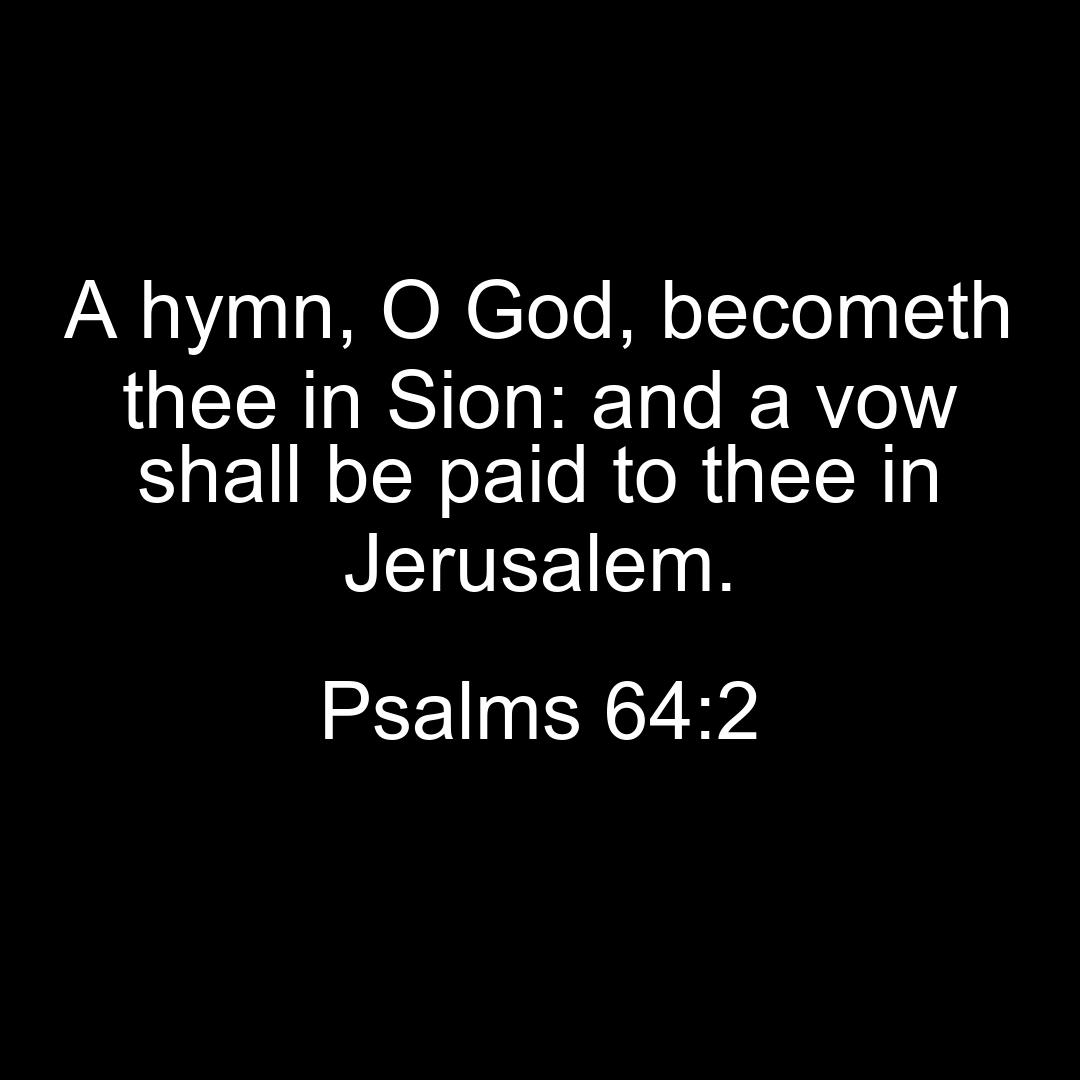 A hymn, O God, becometh
thee in Sion: and a vow
shall be paid to thee in
Jerusalem.
Psalms 64:2